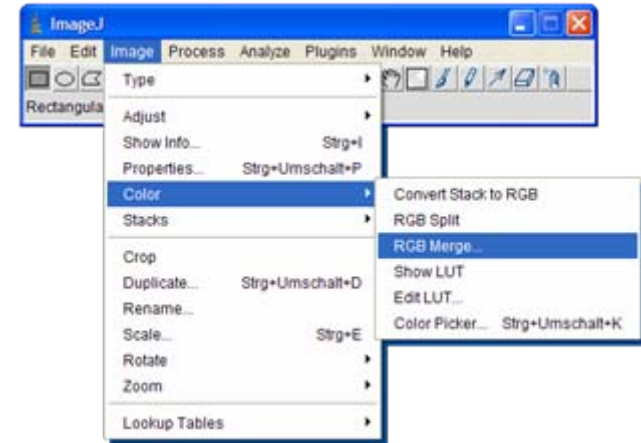 ImageJ
File Edit Image Process Analyze Plugins Window Help
Rectangula
Type
Adjust
Show Info... Strg+I
Properties... Strg+Umschalt+P
Color
Stacks
Crop
Duplicate... Strg+Umschalt+D
Rename...
Scale... Strg+E
Rotate
Zoom
Lookup Tables
Convert Stack to RGB
RGB Split
RGB Merge...
Show LUT
Edit LUT...
Color Picker... Strg+Umschalt+K